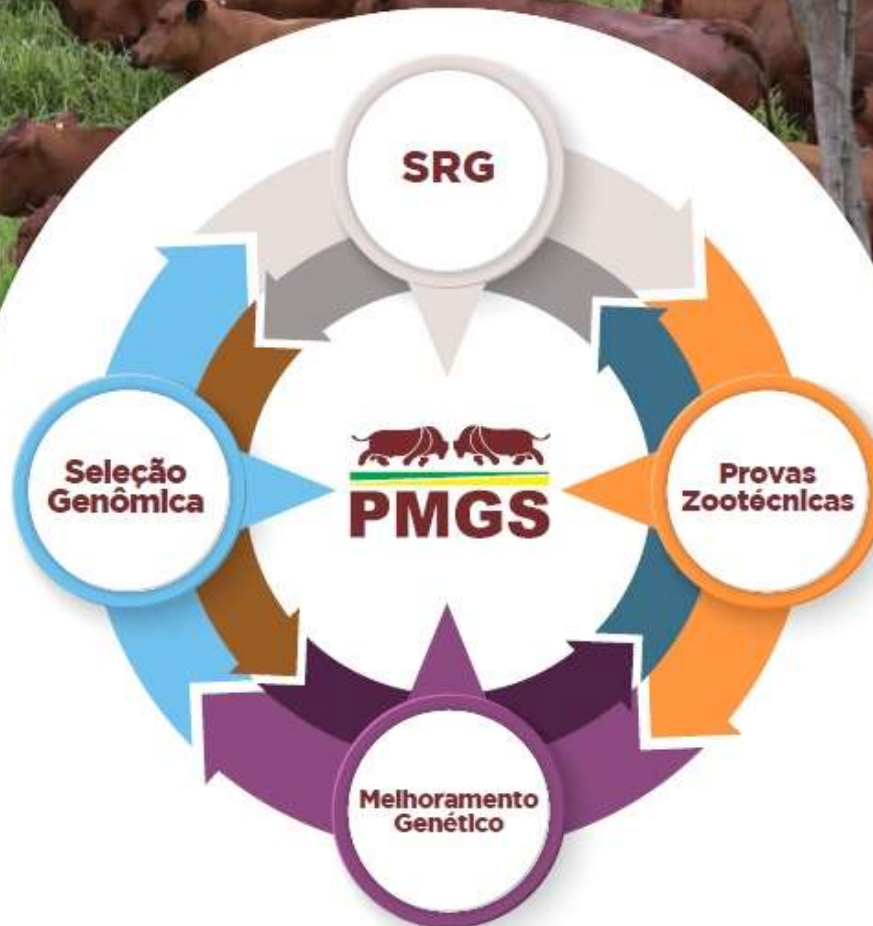 SRG
Seleção
Genômica
PMGS
Provas
Zootécnicas
Melhoramento
Genético